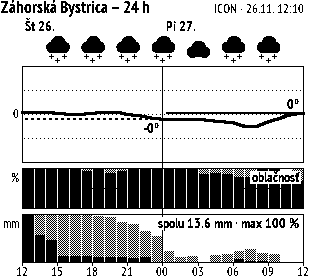 Záhorská Bystrica – 24 h ICON · 26.11. 12:10
Št 26. Pi 27.
0 0°
-0°
% oblačnosť
mm spolu 13.6 mm · max 100 %
12 15 18 21 00 03 06 09 12